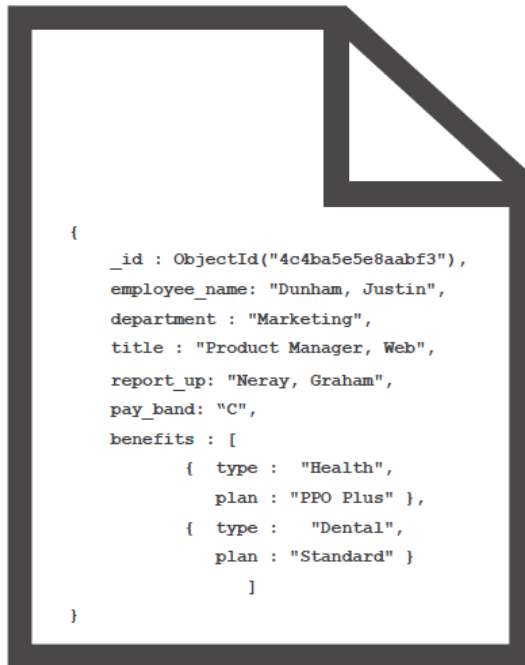 {
_id : ObjectId("4c4ba5e5e8aabf3"),
employee_name: "Dunham, Justin",
department : "Marketing",
title : "Product Manager, Web",
report_up: "Neray, Graham",
pay_band: “C",
benefits : [
{ type : "Health",
plan : "PPO Plus" },
{ type : "Dental",
plan : "Standard" }
]
}